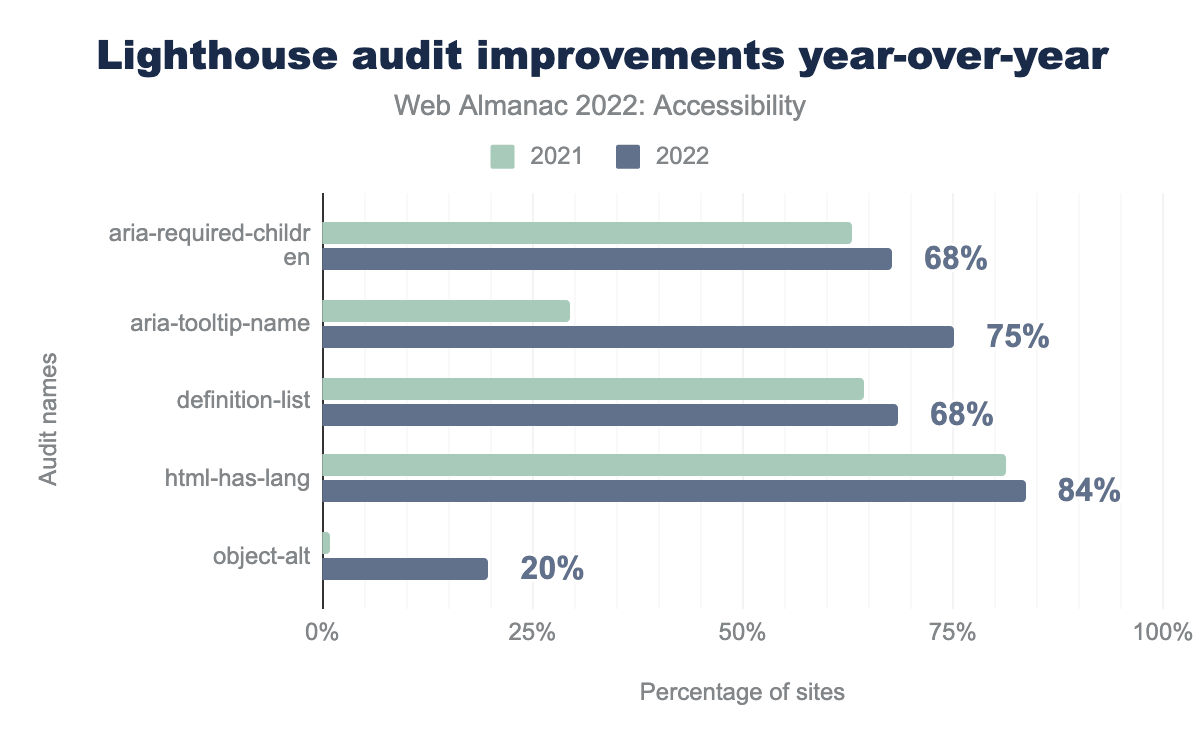 Lighthouse audit improvements year-over-year
Web Almanac 2022: Accessibility
2021 2022
aria-required-childr
en
68%
aria-tooltip-name
75%
definition-list
68%
html-has-lang
84%
object-alt
20%
Audit names
0% 25% 50% 75% 100%
Percentage of sites